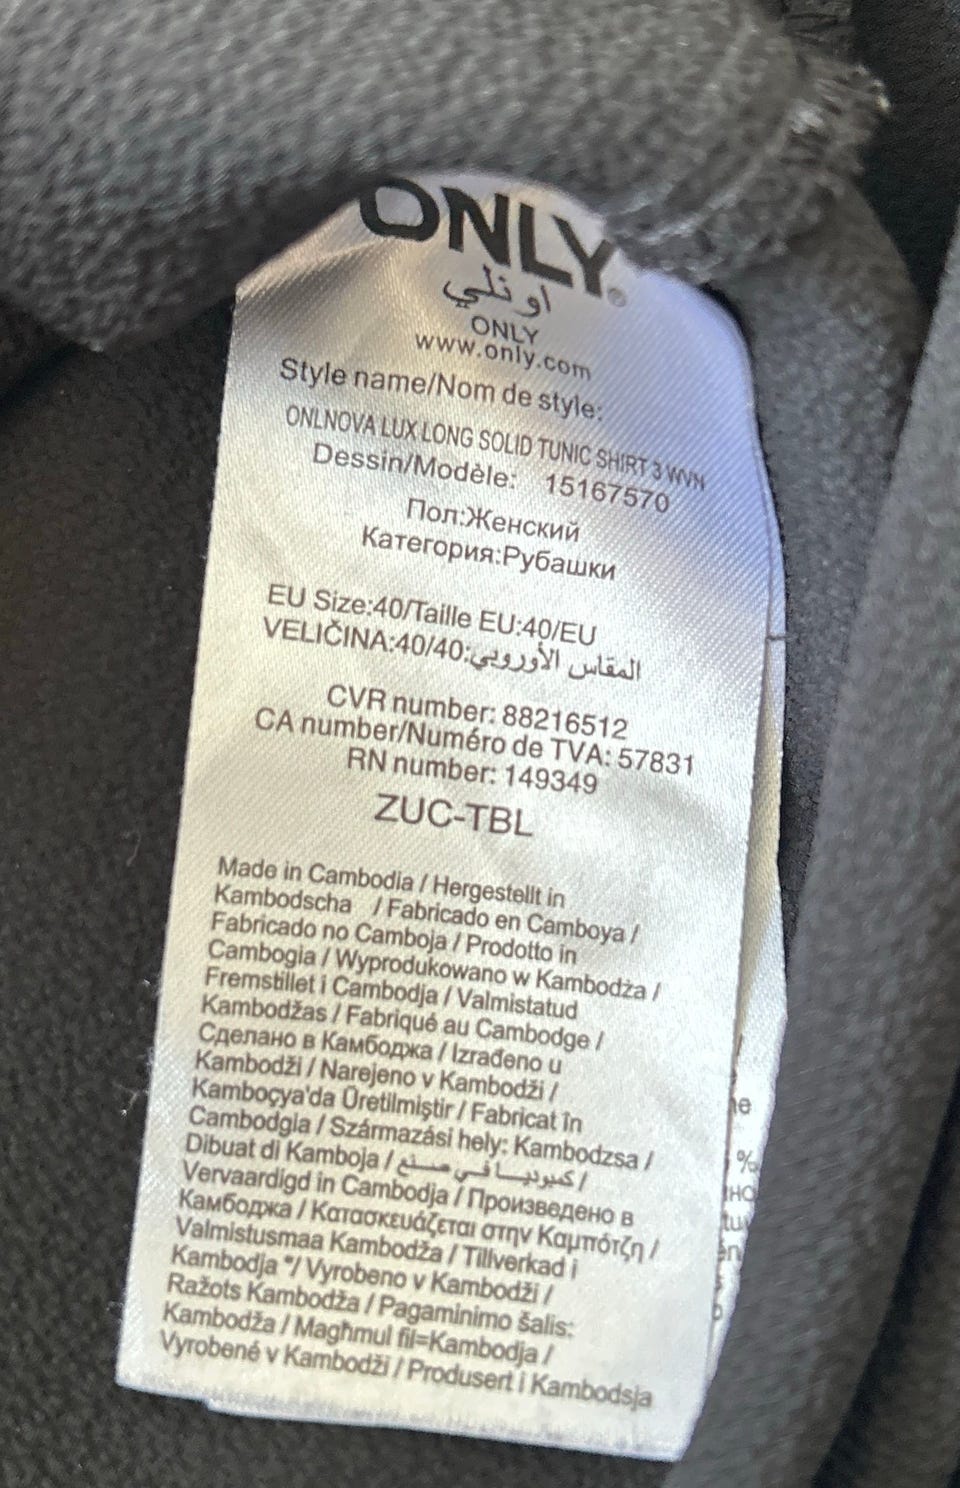 ONLY®
اونلي
ONLY
www.only.com
Style name/Nom de style:
ONLNOVA LUX LONG SOLID TUNIC SHIRT 3 WVN
Dessin/Modèle: 15167570
Пол:Женский
Категория:Рубашки
EU Size:40/Taille EU:40/EU
VELIČINA:40/40:المقاس الأوروبي
CVR number: 88216512
CA number/Numéro de TVA: 57831
RN number: 149349
ZUC-TBL
Made in Cambodia / Hergestellt in
Kambodscha / Fabricado en Camboya /
Fabricado no Camboja / Prodotto in
Cambogia / Wyprodukowano w Kambodża /
Fremstillet i Cambodja / Valmistatud
Kambodžas / Fabriqué au Cambodge /
Сделано в Камбоджа / Izrađeno u
Kambodži / Narejeno v Kambodži /
Kamboçya'da Üretilmiştir / Fabricat în
Cambodgia / Származási hely: Kambodzsa /
Dibuat di Kamboja / كمبوديا في صنع /
Vervaardigd in Cambodja / Произведено в
Камбоджа / Κατασκευάζεται στην Καμπότζη /
Valmistusmaa Kambodža / Tillverkad i
Kambodja "/ Vyrobeno v Kambodži /
Ražots Kambodža / Pagaminimo šalis:
Kambodža / Magħmul fil=Kambodja /
Vyrobené v Kambodži / Produsert i Kambodsja